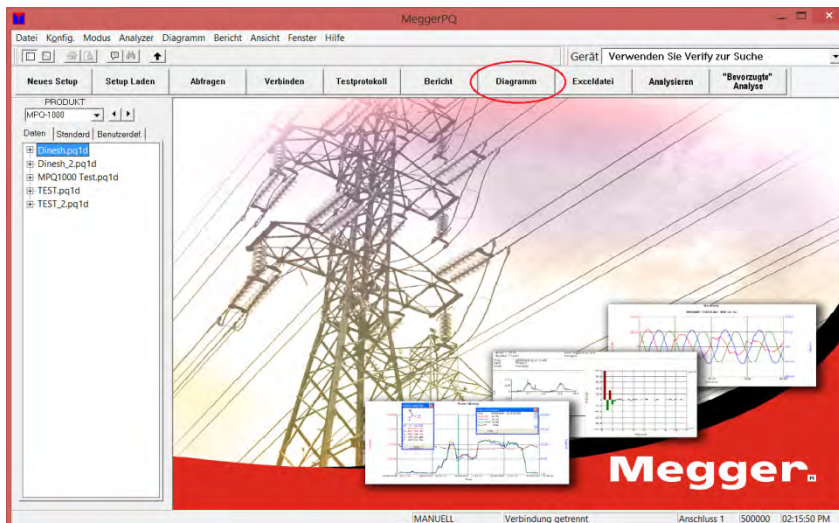 MeggerPQ
Datei Konfig. Modus Analyzer Diagramm Bericht Ansicht Fenster Hilfe
Gerät Verwenden Sie Verify zur Suche
Neues Setup Setup Laden Abfragen Verbinden Testprotokoll Bericht Diagramm Exceldatei Analysieren "Bevorzugte" Analyse
PRODUKT
MPQ-1000
Daten Standard Benutzerdef.
Dinesh.pq1d
Dinesh_2.pq1d
MPQ1000 Test.pq1d
TEST.pq1d
TEST_2.pq1d
Megger
MANUELL Verbindung getrennt Anschluss 1 500000 02:15:50 PM